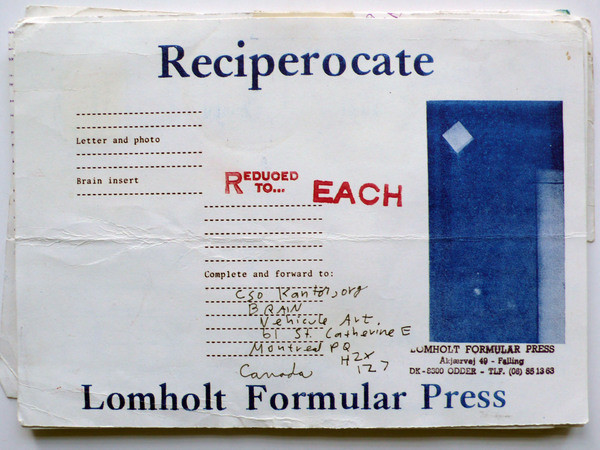 Reciperocate
Letter and photo
Brain insert
REDUCED
TO...
EACH
Complete and forward to:
c/o Kantor, org
BRAIN
Vehicule Art.
61 St. Catherine E
Montreal PQ
H2X
1Z7
Canada
LOMHOLT FORMULAR PRESS
Akjærvej 49 - Falling
DK-8300 ODDER - TLF. (06) 55 13 63
Lomholt Formular Press